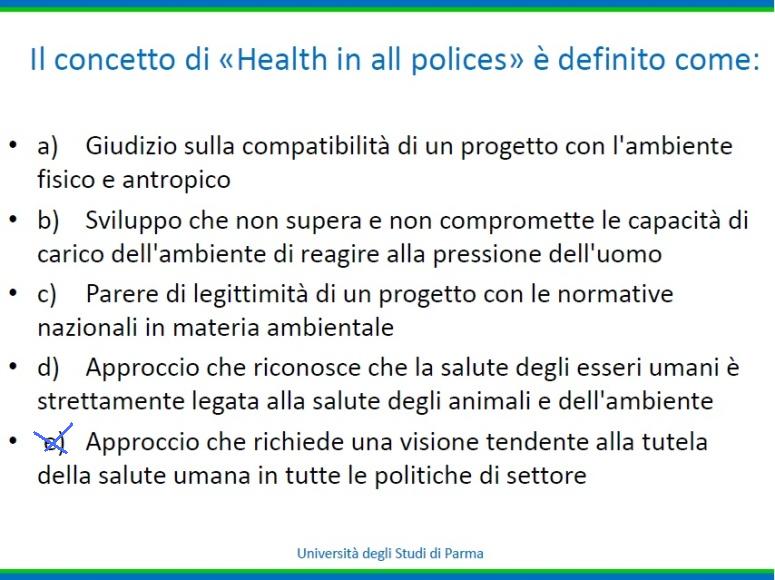 Il concetto di «Health in all polices» è definito come:
• a) Giudizio sulla compatibilità di un progetto con l'ambiente
fisico e antropico
• b) Sviluppo che non supera e non compromette le capacità di
carico dell'ambiente di reagire alla pressione dell'uomo
• c) Parere di legittimità di un progetto con le normative
nazionali in materia ambientale
• d) Approccio che riconosce che la salute degli esseri umani è
strettamente legata alla salute degli animali e dell'ambiente
• e) Approccio che richiede una visione tendente alla tutela
della salute umana in tutte le politiche di settore
Università degli Studi di Parma